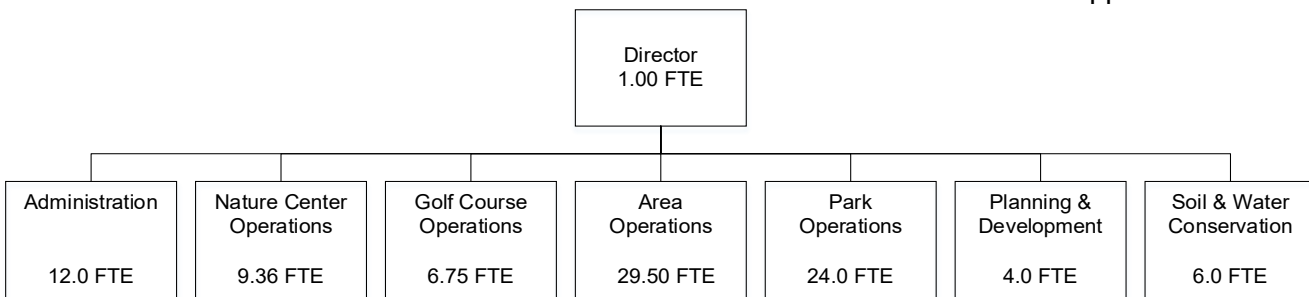 Director
1.00 FTE
Administration
12.0 FTE
Nature Center
Operations
9.36 FTE
Golf Course
Operations
6.75 FTE
Area
Operations
29.50 FTE
Park
Operations
24.0 FTE
Planning &
Development
4.0 FTE
Soil & Water
Conservation
6.0 FTE